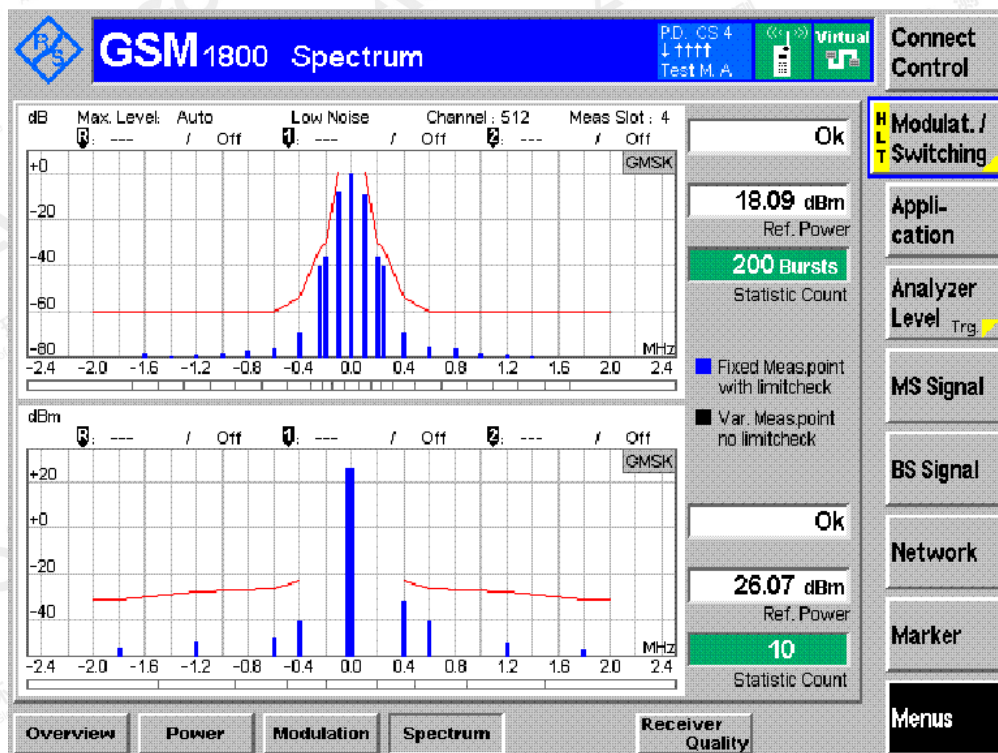 R S
GSM 1800 Spectrum
P.D. CS 4
↓ ↑↑↑↑
Test M. A
Virtual
Connect
Control
dB Max. Level: Auto Low Noise Channel : 512 Meas Slot : 4
R: --- / Off 1: --- / Off 2: --- / Off
GMSK
+0
-20
-40
-60
-80
MHz
-2.4 -2.0 -1.6 -1.2 -0.8 -0.4 0.0 0.4 0.8 1.2 1.6 2.0 2.4
Ok
18.09 dBm
Ref. Power
200 Bursts
Statistic Count
Fixed Meas.point
with limitcheck
Var. Meas.point
no limitcheck
dBm
R: --- / Off 1: --- / Off 2: --- / Off
GMSK
+20
+0
-20
-40
MHz
-2.4 -2.0 -1.6 -1.2 -0.8 -0.4 0.0 0.4 0.8 1.2 1.6 2.0 2.4
Ok
26.07 dBm
Ref. Power
10
Statistic Count
H L T
Modulat. /
Switching
Appli-
cation
Analyzer
Level Trg.
MS Signal
BS Signal
Network
Marker
Menus
Overview
Power
Modulation
Spectrum
Receiver
Quality